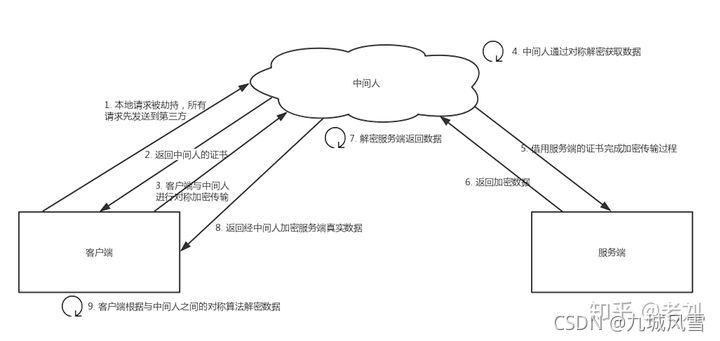 4. 中间人通过对称解密获取数据
中间人
1. 本地请求被劫持，所有
请求先发送到第三方
7. 解密服务端返回数据
2. 返回中间人的证书
5. 借用服务端的证书完成加密传输过程
3. 客户端与中间人
进行对称加密传输
6. 返回加密数据
8. 返回经中间人加密服务端真实数据
客户端
服务端
9. 客户端根据与中间人之间的对称算法解密数据
知乎 @老刘
CSDN @九城风雪